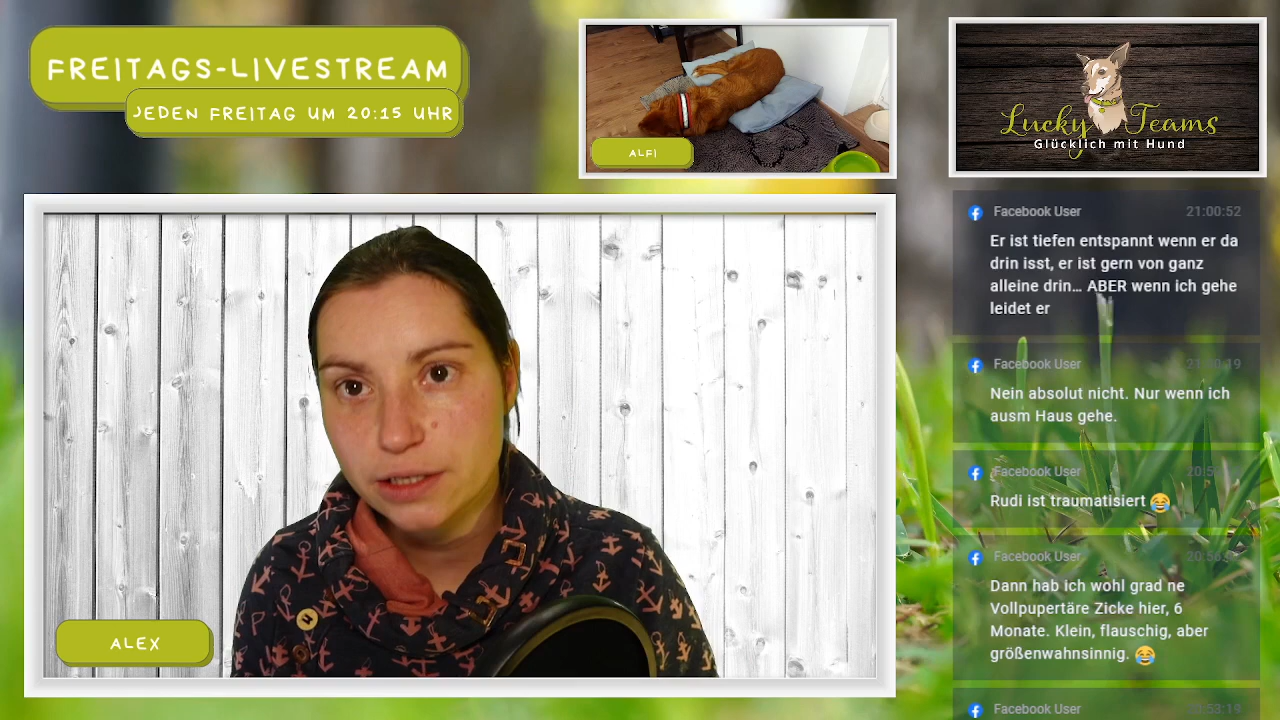 FREITAGS-LIVESTREAM
JEDEN FREITAG UM 20:15 UHR
ALFI
Lucky Teams
Glücklich mit Hund
ALEX
Facebook User 21:00:52
Er ist tiefen entspannt wenn er da
drin isst, er ist gern von ganz
alleine drin… ABER wenn ich gehe
leidet er
Facebook User
Nein absolut nicht. Nur wenn ich
ausm Haus gehe.
Facebook User
Rudi ist traumatisiert 😂
Facebook User
Dann hab ich wohl grad ne
Vollpupertäre Zicke hier, 6
Monate. Klein, flauschig, aber
größenwahnsinnig. 😂
Facebook User 20:53:19